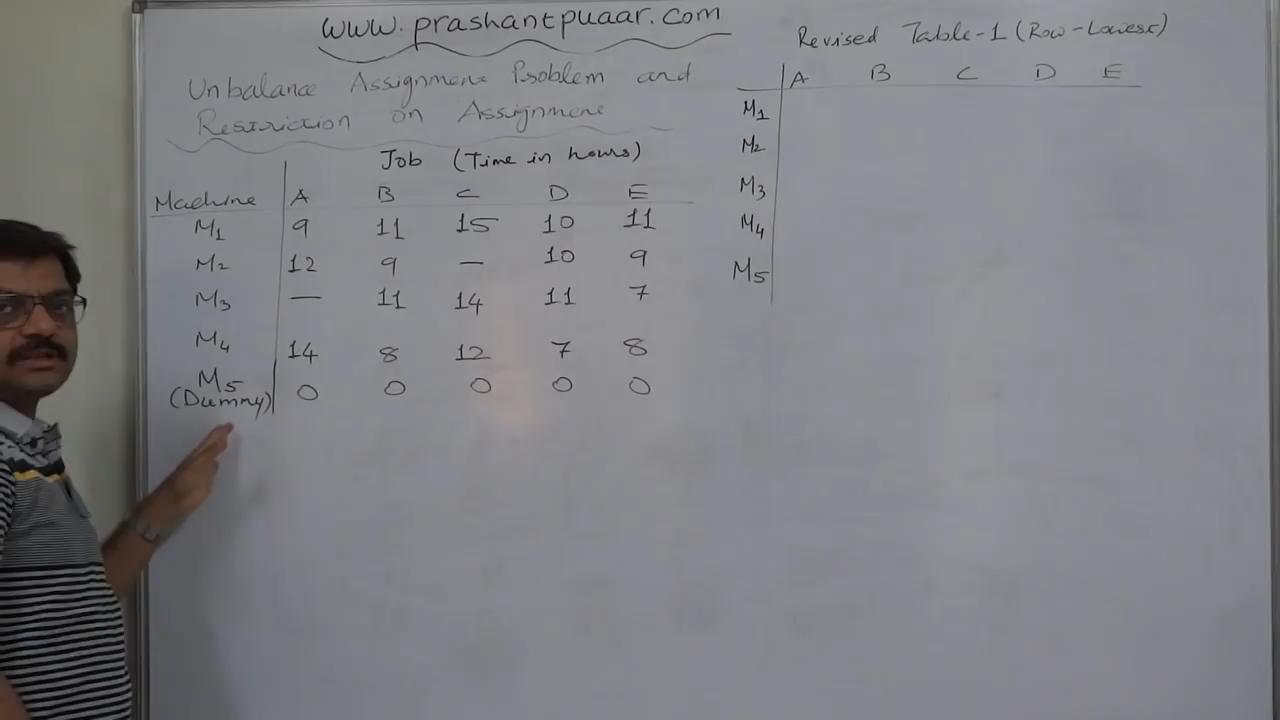 www.prashantpuaar.com
Unbalance Assignment Problem and
Restriction on Assignment
Job (Time in hours)
Machine A B C D E
M1 9 11 15 10 11
M2 12 9 — 10 9
M3 — 11 14 11 7
M4 14 8 12 7 8
M5 0 0 0 0 0
(Dummy)
Revised Table-1 (Row-Lowest)
A B C D E
M1
M2
M3
M4
M5